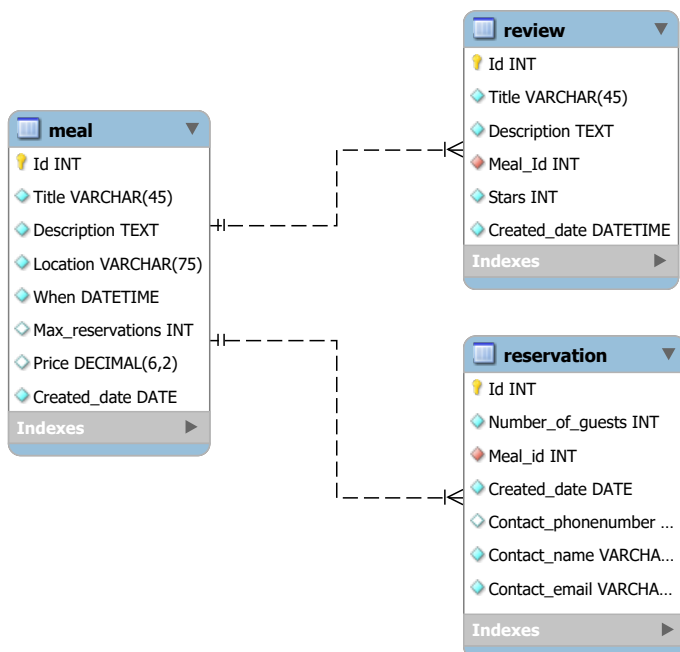 meal
Id INT
Title VARCHAR(45)
Description TEXT
Location VARCHAR(75)
When DATETIME
Max_reservations INT
Price DECIMAL(6,2)
Created_date DATE
Indexes
review
Id INT
Title VARCHAR(45)
Description TEXT
Meal_Id INT
Stars INT
Created_date DATETIME
Indexes
reservation
Id INT
Number_of_guests INT
Meal_id INT
Created_date DATE
Contact_phonenumber ...
Contact_name VARCHA...
Contact_email VARCHA...
Indexes